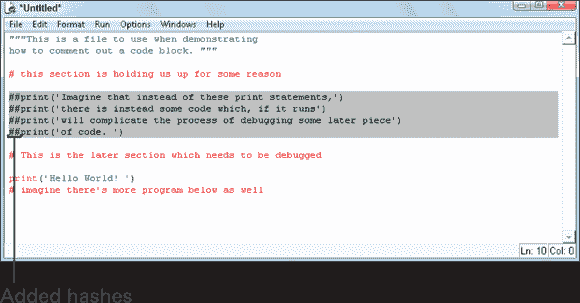 *Untitled*
File Edit Format Run Options Windows Help
"""This is a file to use when demonstrating
how to comment out a code block. """
# this section is holding us up for some reason
##print('Imagine that instead of these print statements,')
##print('there is instead some code which, if it runs')
##print('will complicate the process of debugging some later piece')
##print('of code. ')
# This is the later section which needs to be debugged
print('Hello World! ')
# imagine there's more program below as well
Ln: 10 Col: 0
Added hashes